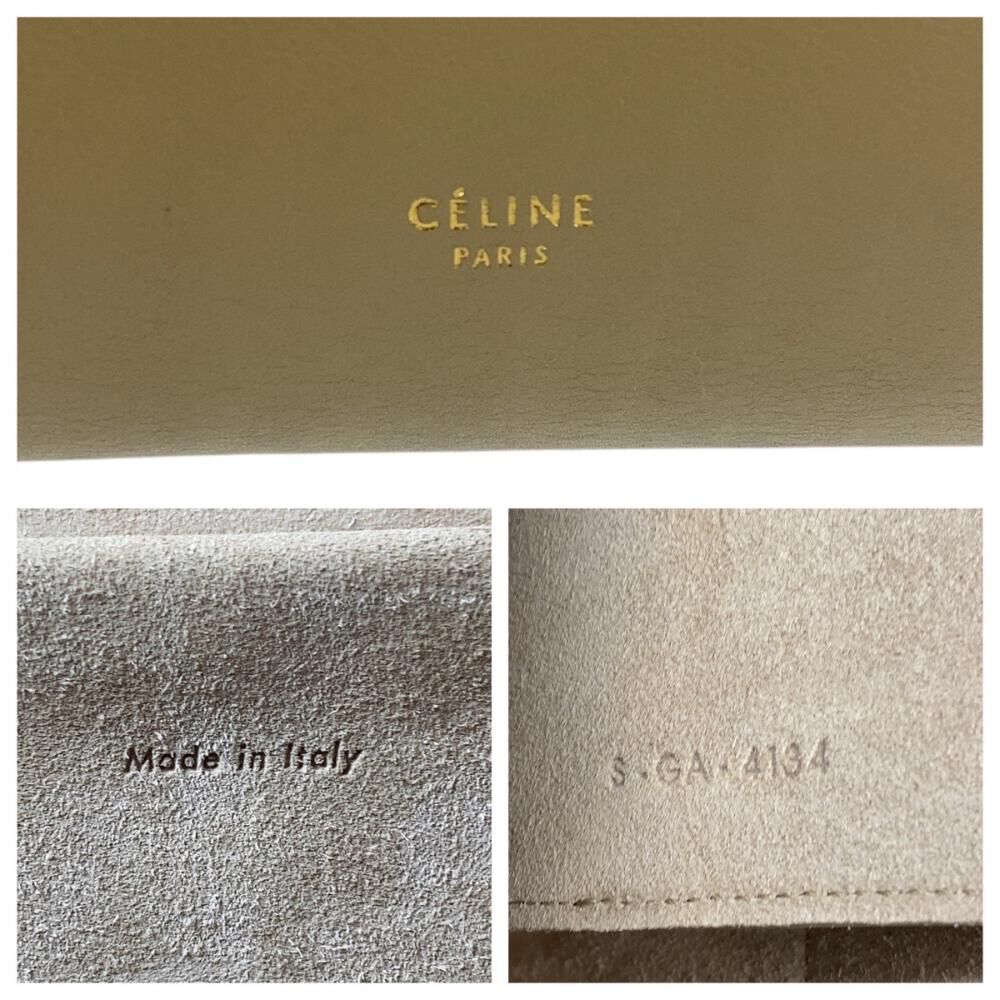 CÉLINE
PARIS
Made in Italy
S·GA·4134